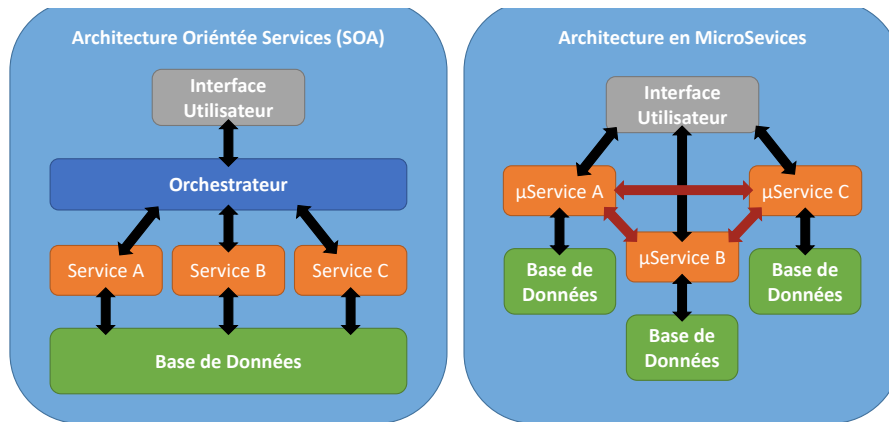 Architecture Oriéntée Services (SOA)
Interface
Utilisateur
Orchestrateur
Service A
Service B
Service C
Base de Données
Architecture en MicroSevices
Interface
Utilisateur
µService A
µService C
µService B
Base de
Données
Base de
Données
Base de
Données